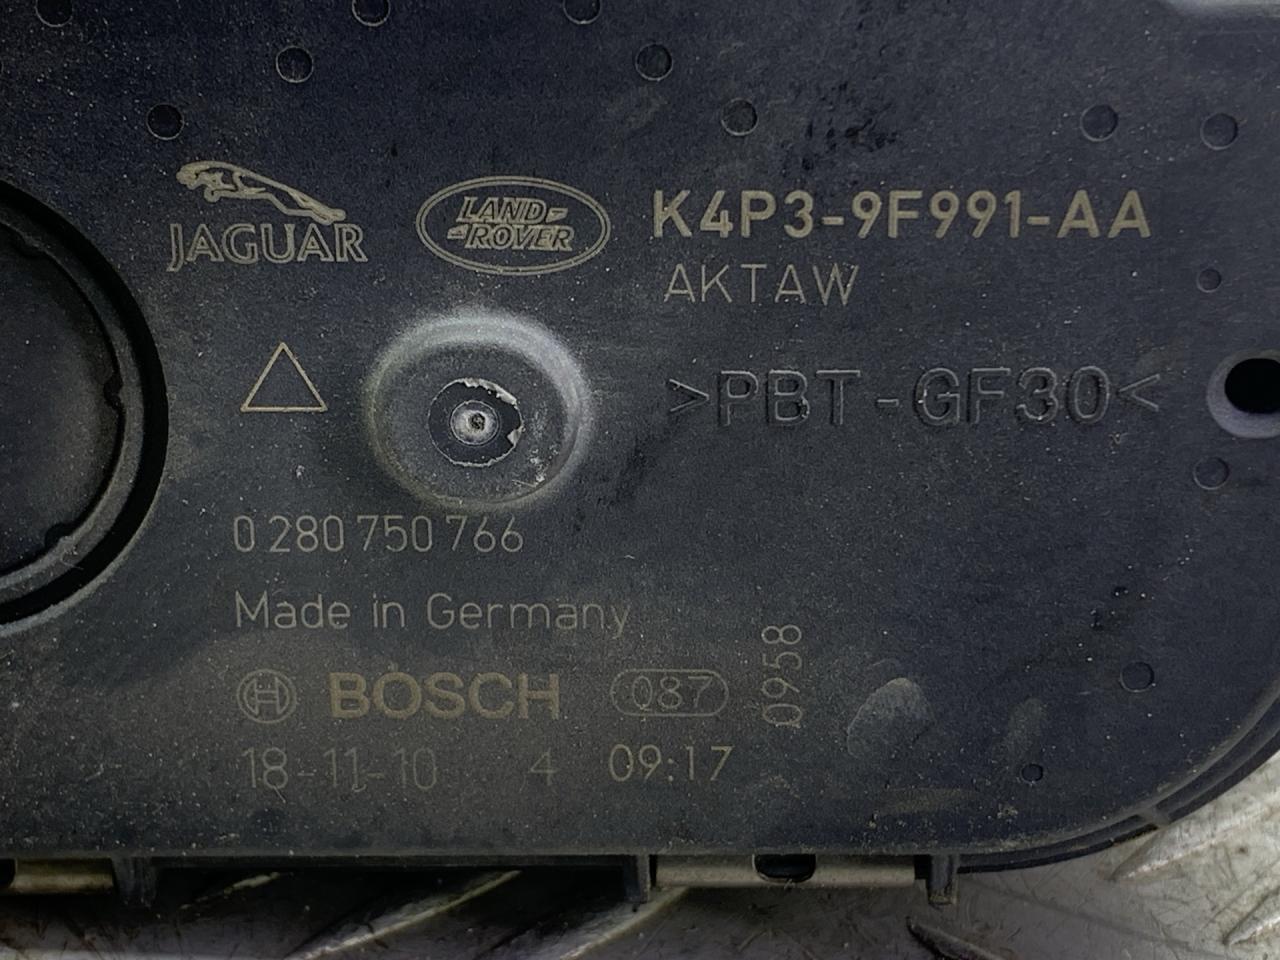 JAGUAR
LAND
ROVER
K4P3-9F991-AA
AKTAW
>PBT-GF30<
0 280 750 766
Made in Germany
BOSCH
087
0958
18-11-10 4 09:17